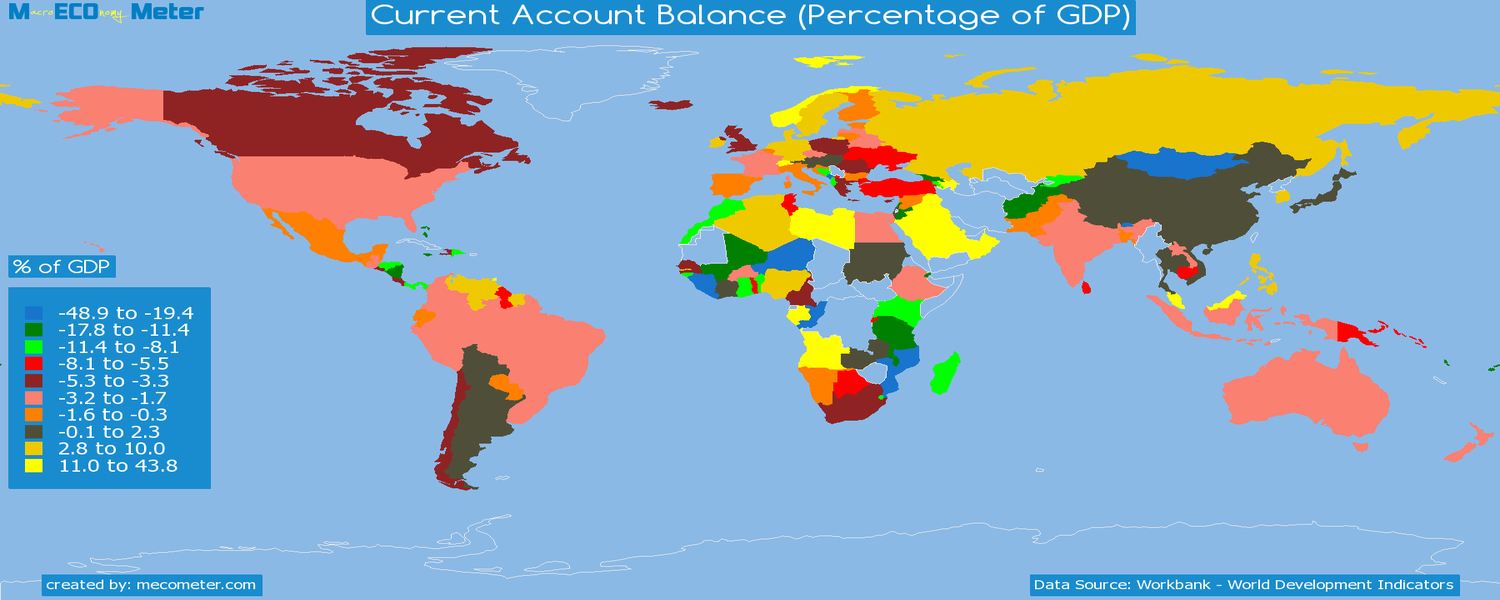 MacroECOnomy Meter
Current Account Balance (Percentage of GDP)
% of GDP
-48.9 to -19.4
-17.8 to -11.4
-11.4 to -8.1
-8.1 to -5.5
-5.3 to -3.3
-3.2 to -1.7
-1.6 to -0.3
-0.1 to 2.3
2.8 to 10.0
11.0 to 43.8
created by: mecometer.com
Data Source: Workbank - World Development Indicators